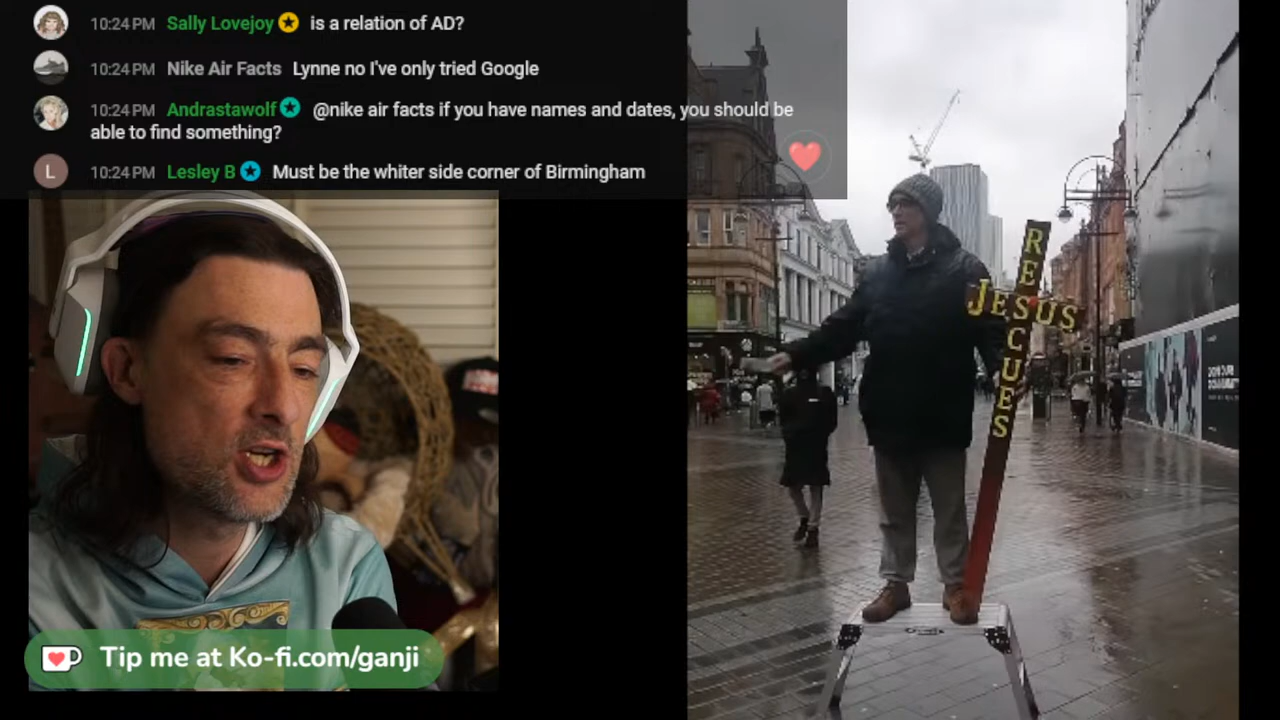 10:24 PM Sally Lovejoy is a relation of AD?
10:24 PM Nike Air Facts Lynne no I've only tried Google
10:24 PM Andrastawolf @nike air facts if you have names and dates, you should be
able to find something?
L 10:24 PM Lesley B Must be the whiter side corner of Birmingham
RESCUES
JESUS
Tip me at Ko-fi.com/ganji